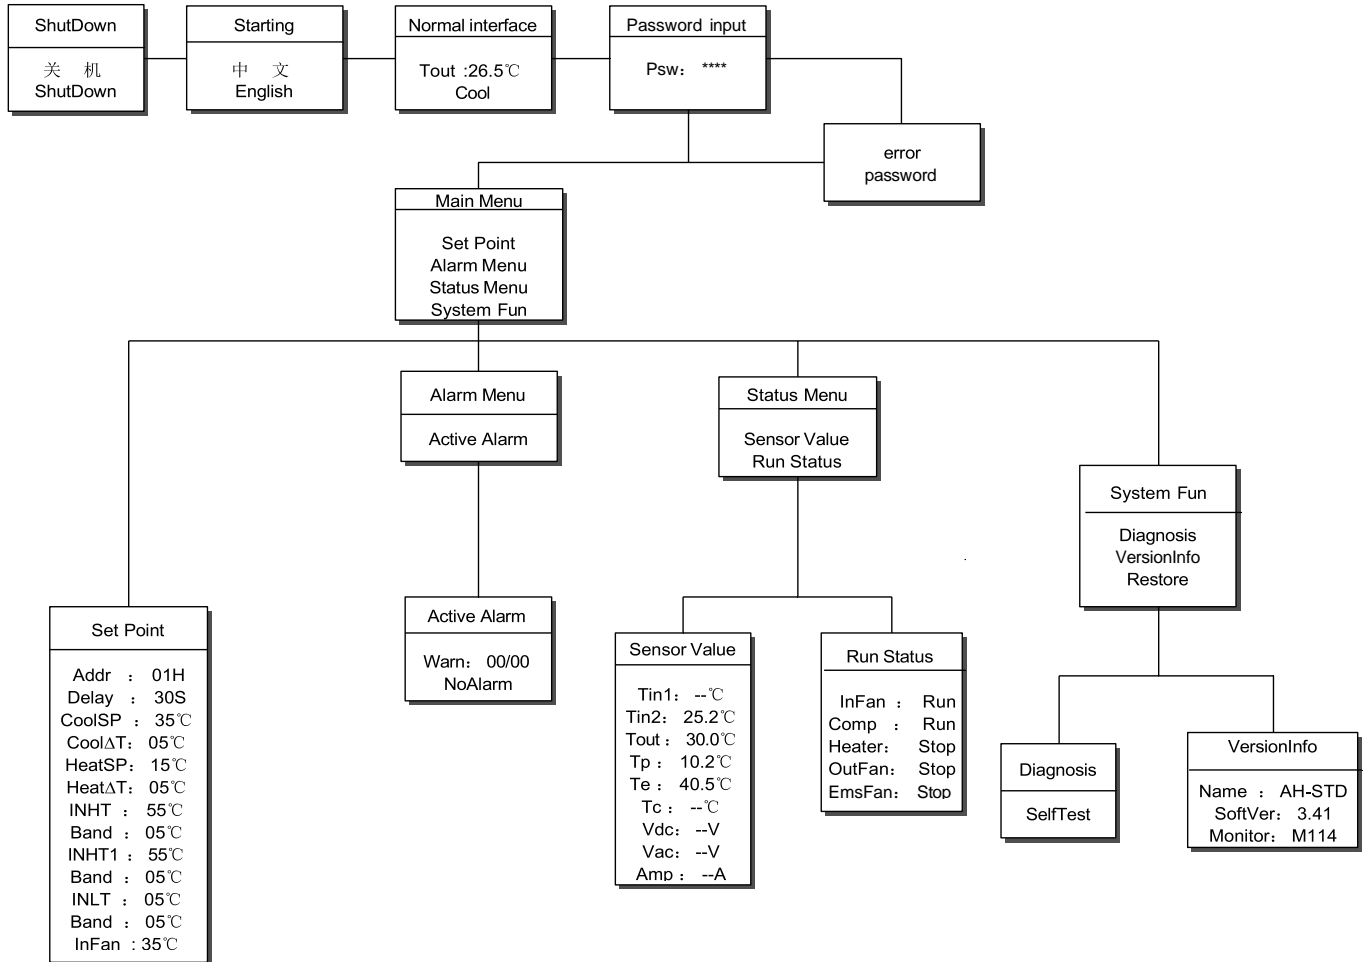 ShutDown
关 机
ShutDown
Starting
中 文
English
Normal interface
Tout :26.5℃
Cool
Password input
Psw： ****
error
password
Main Menu
Set Point
Alarm Menu
Status Menu
System Fun
Alarm Menu
Active Alarm
Status Menu
Sensor Value
Run Status
System Fun
Diagnosis
VersionInfo
Restore
Set Point
Addr ： 01H
Delay ： 30S
CoolSP ： 35℃
Cool∆T： 05℃
HeatSP： 15℃
Heat∆T： 05℃
INHT ： 55℃
Band ： 05℃
INHT1 ： 55℃
Band ： 05℃
INLT ： 05℃
Band ： 05℃
InFan : 35℃
Active Alarm
Warn： 00/00
NoAlarm
Sensor Value
Tin1： --℃
Tin2： 25.2℃
Tout ： 30.0℃
Tp ： 10.2℃
Te ： 40.5℃
Tc ： --℃
Vdc： --V
Vac： --V
Amp ： --A
Run Status
InFan ： Run
Comp ： Run
Heater： Stop
OutFan： Stop
EmsFan： Stop
Diagnosis
SelfTest
VersionInfo
Name ： AH-STD
SoftVer： 3.41
Monitor： M114